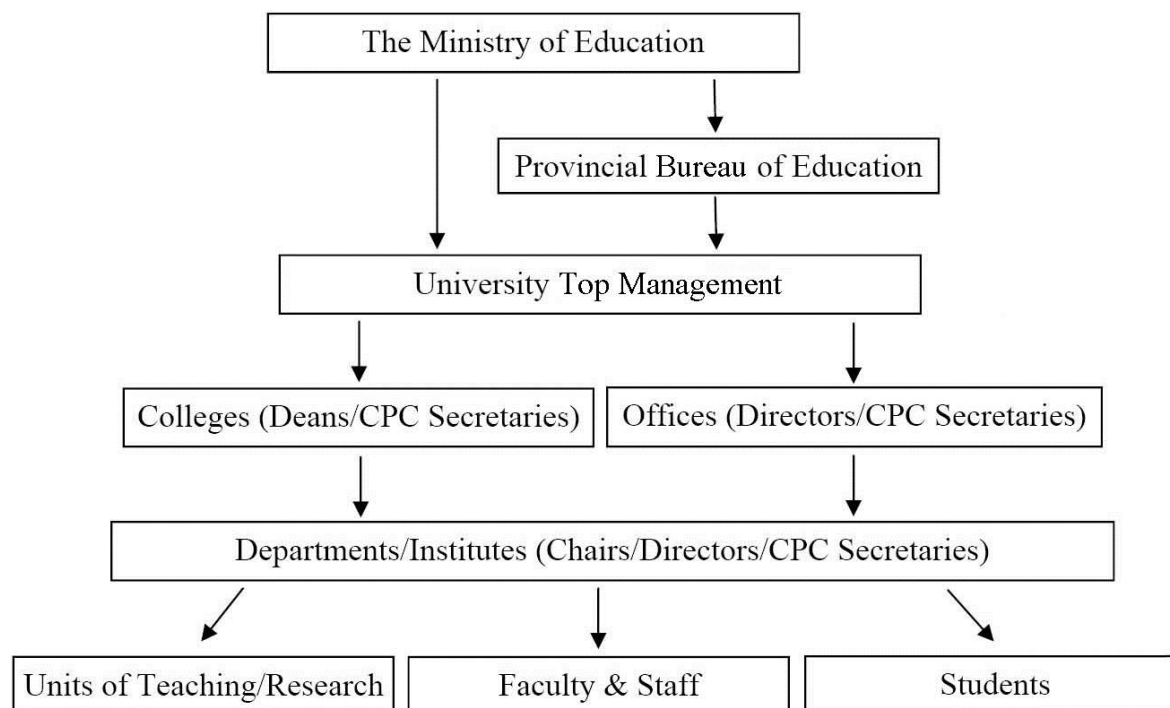 The Ministry of Education
Provincial Bureau of Education
University Top Management
Colleges (Deans/CPC Secretaries)
Offices (Directors/CPC Secretaries)
Departments/Institutes (Chairs/Directors/CPC Secretaries)
Units of Teaching/Research
Faculty & Staff
Students